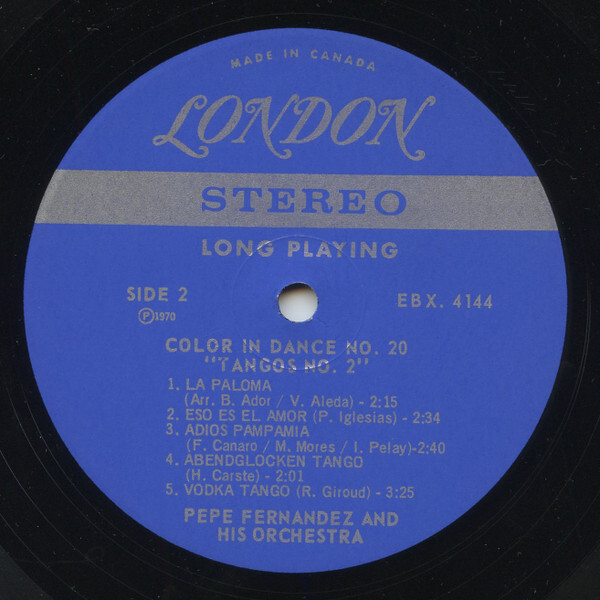 MADE IN CANADA
LONDON
STEREO
LONG PLAYING
SIDE 2
Ⓟ1970
EBX. 4144
COLOR IN DANCE NO. 20
"TANGOS NO. 2"
1. LA PALOMA
(Arr. B. Ador / V. Aleda) - 2:15
2. ESO ES EL AMOR (P. Iglesias) - 2:34
3. ADIOS PAMPAMIA
(F. Canaro / M. Mores / I. Pelay)-2:40
4. ABENDGLOCKEN TANGO
(H. Carste) - 2:01
5. VODKA TANGO (R. Giroud) - 3:25
PEPE FERNANDEZ AND
HIS ORCHESTRA